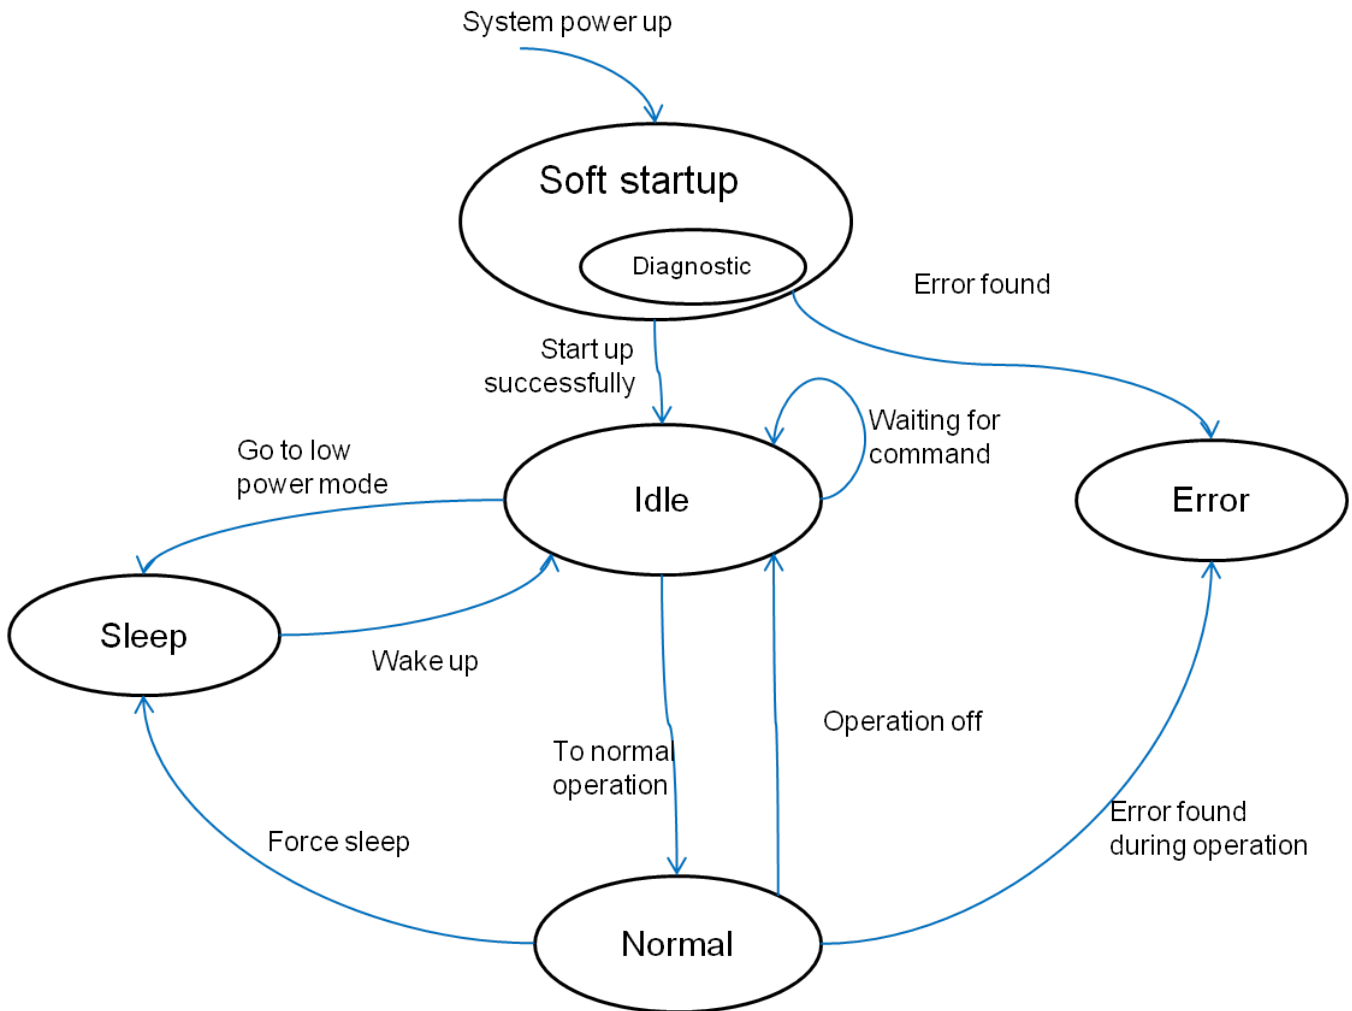 System power up
Soft startup
Diagnostic
Error found
Start up
successfully
Waiting for
command
Go to low
power mode
Idle
Error
Sleep
Wake up
Operation off
To normal
operation
Error found
during operation
Force sleep
Normal